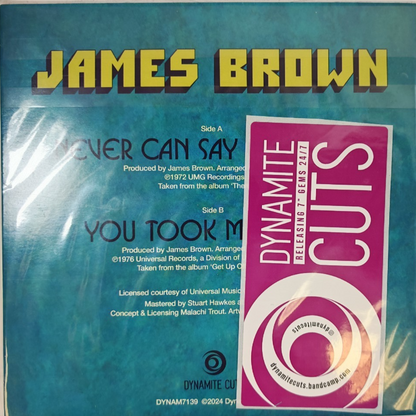 JAMES BROWN
Side A
NEVER CAN SAY
Produced by James Brown. Arranged
℗1972 UMG Recordings
Taken from the album 'The
Side B
YOU TOOK M
Produced by James Brown. Arrange
℗1976 Universal Records, a Division of
Taken from the album 'Get Up O
Licensed courtesy of Universal Music
Mastered by Stuart Hawkes a
Concept & Licensing Malachi Trout. Artw
DYNAMITE CU
DYNAM7139 ©2024 Dyn
DYNAMITE
RELEASING 7" GEMS 24/7
CUTS
@dynamitecuts
dynamitecuts.bandcamp.com